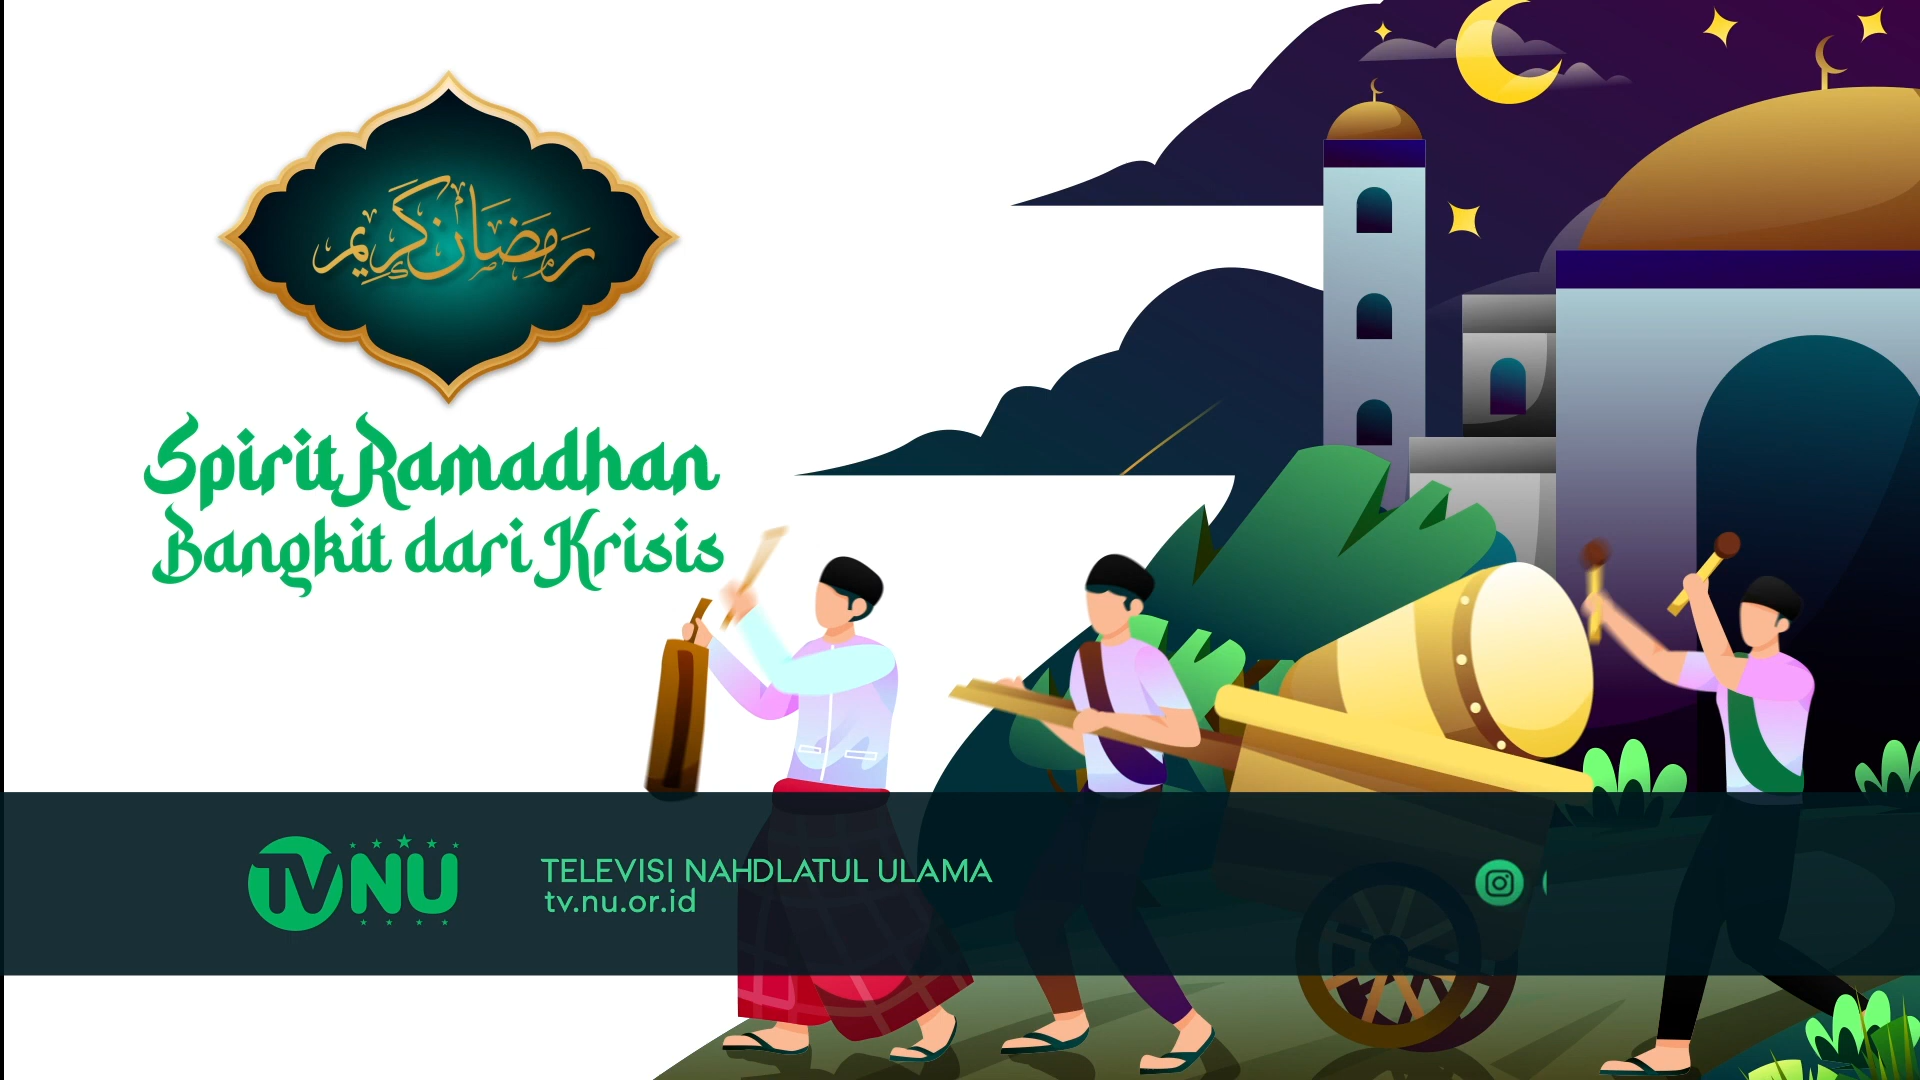 رمضان كريم
Spirit Ramadhan
Bangkit dari Krisis
TVNU
TELEVISI NAHDLATUL ULAMA
tv.nu.or.id